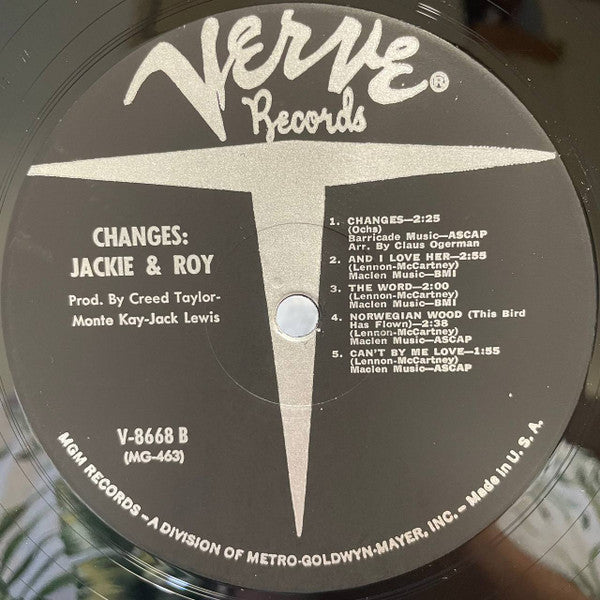 VERVE®
Records
CHANGES:
JACKIE & ROY
Prod. By Creed Taylor-
Monte Kay-Jack Lewis
V-8668 B
(MG-463)
1. CHANGES—2:25
(Ochs)
Barricade Music—ASCAP
Arr. By Claus Ogerman
2. AND I LOVE HER—2:55
(Lennon-McCartney)
Maclen Music—BMI
3. THE WORD—2:00
(Lennon-McCartney)
Maclen Music—BMI
4. NORWEGIAN WOOD (This Bird
Has Flown)—2:38
(Lennon-McCartney)
Maclen Music—ASCAP
5. CAN'T BY ME LOVE—1:55
(Lennon-McCartney)
Maclen Music—ASCAP
MGM RECORDS—A DIVISION OF METRO-GOLDWYN-MAYER, INC.—Made in U. S. A.